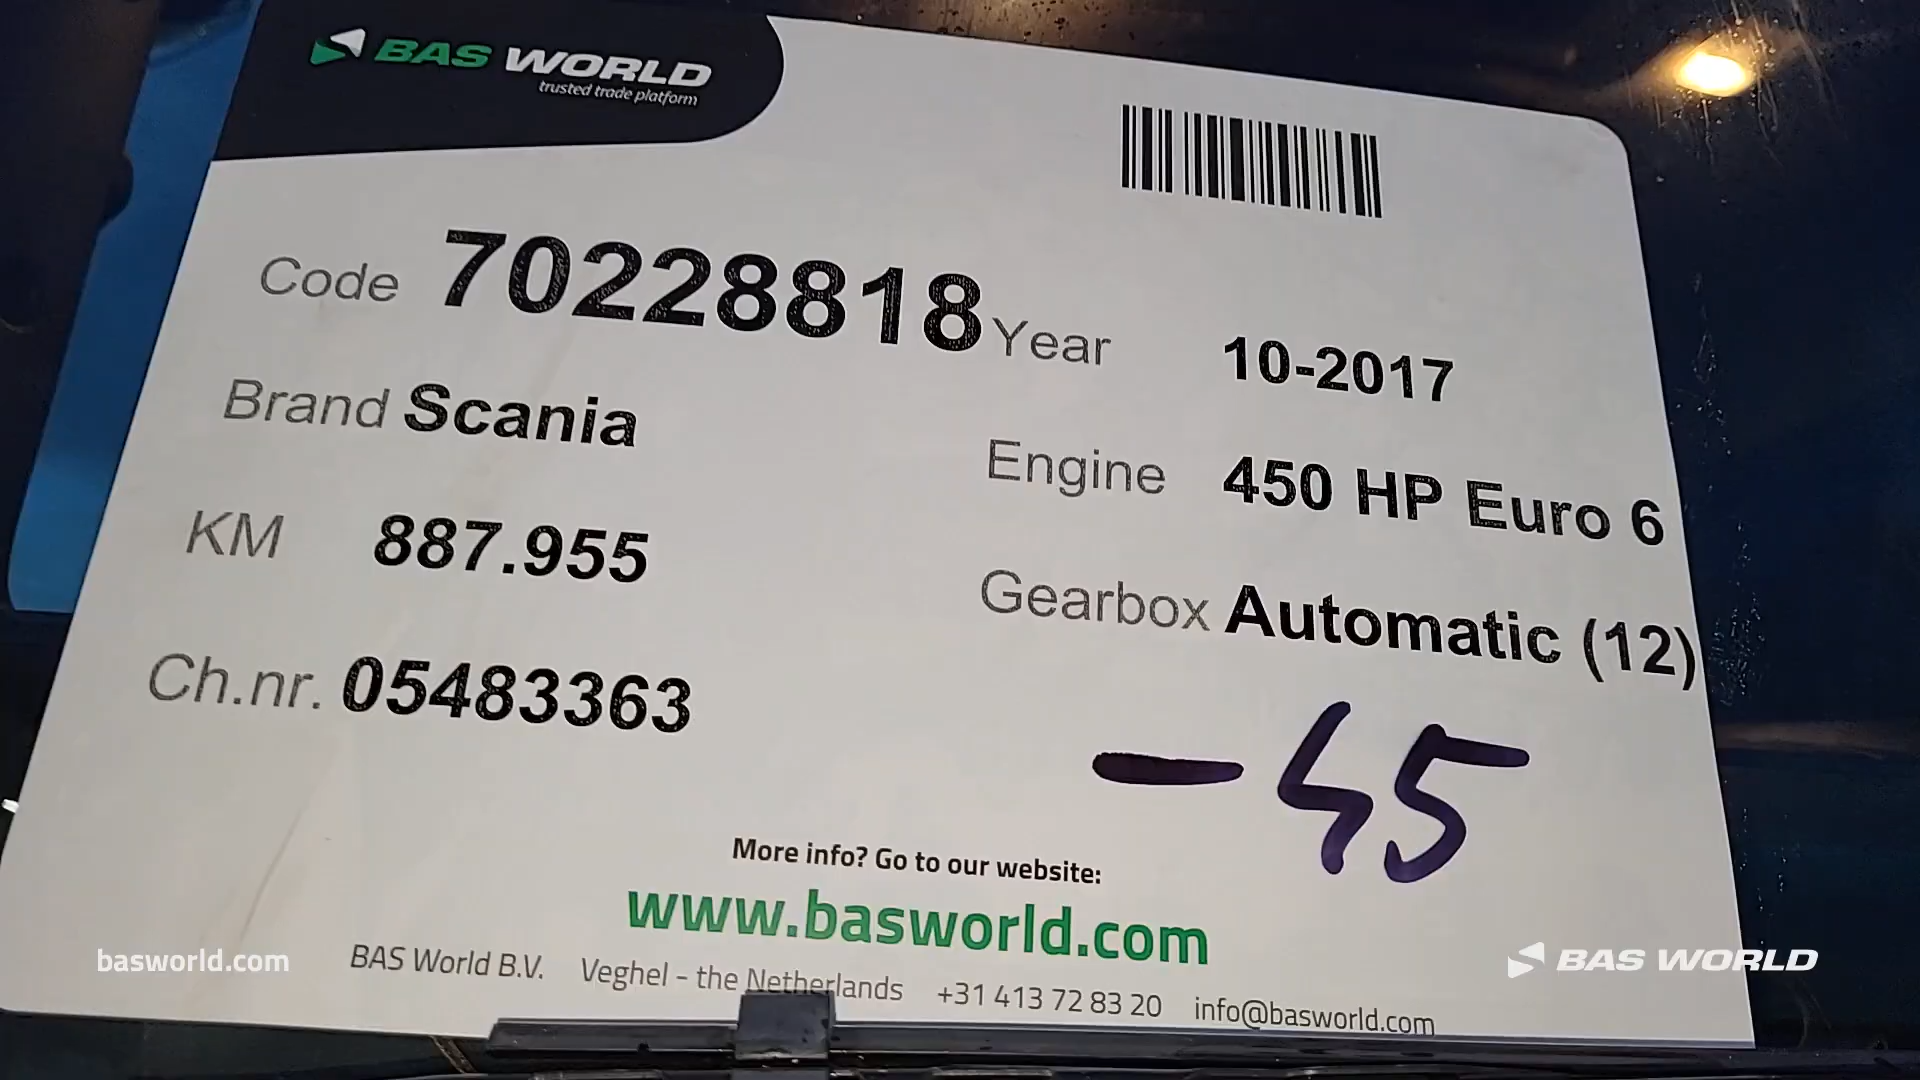 BAS WORLD
trusted trade platform
Code 70228818 Year 10-2017
Brand Scania
Engine 450 HP Euro 6
KM 887.955
Gearbox Automatic (12)
Ch.nr. 05483363
-45
More info? Go to our website:
www.basworld.com
BAS World B.V. Veghel - the Netherlands +31 413 72 83 20 info@basworld.com
basworld.com
BAS WORLD